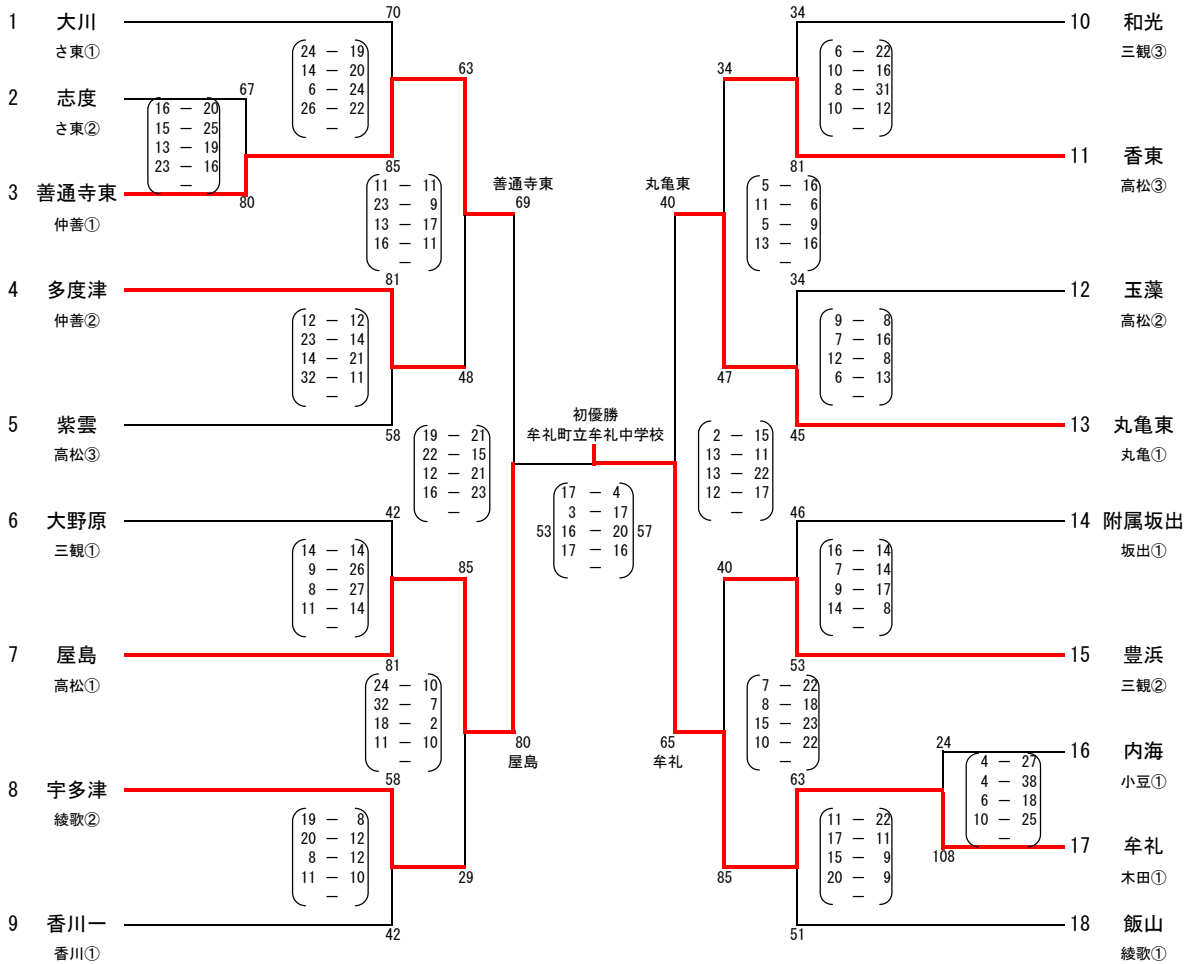 1 大川 70
さ東①
24 － 19
14 － 20
6 － 24
26 － 22
－
63
2 志度 67
さ東②
16 － 20
15 － 25
13 － 19
23 － 16
－
3 善通寺東 80
仲善①
85
11 － 11
23 － 9
13 － 17
16 － 11
－
善通寺東
69
4 多度津 81
仲善②
12 － 12
23 － 14
14 － 21
32 － 11
－
48
5 紫雲 58
高松③
19 － 21
22 － 15
12 － 21
16 － 23
－
6 大野原 42
三観①
14 － 14
9 － 26
8 － 27
11 － 14
－
85
7 屋島 81
高松①
24 － 10
32 － 7
18 － 2
11 － 10
－
80
屋島
8 宇多津 58
綾歌②
19 － 8
20 － 12
8 － 12
11 － 10
－
29
9 香川一 42
香川①
初優勝
牟礼町立牟礼中学校
17 － 4
3 － 17
53 16 － 20 57
17 － 16
－
34 10 和光
三観③
6 － 22
10 － 16
8 － 31
10 － 12
－
34
81 11 香東
高松③
丸亀東
40
5 － 16
11 － 6
5 － 9
13 － 16
－
34 12 玉藻
高松②
9 － 8
7 － 16
12 － 8
6 － 13
－
47
45 13 丸亀東
丸亀①
2 － 15
13 － 11
13 － 22
12 － 17
－
46 14 附属坂出
坂出①
16 － 14
7 － 14
9 － 17
14 － 8
－
40
53 15 豊浜
三観②
7 － 22
8 － 18
15 － 23
10 － 22
－
65
牟礼
24 16 内海
小豆①
4 － 27
4 － 38
6 － 18
10 － 25
－
63
108 17 牟礼
木田①
11 － 22
17 － 11
15 － 9
20 － 9
－
85
51 18 飯山
綾歌①